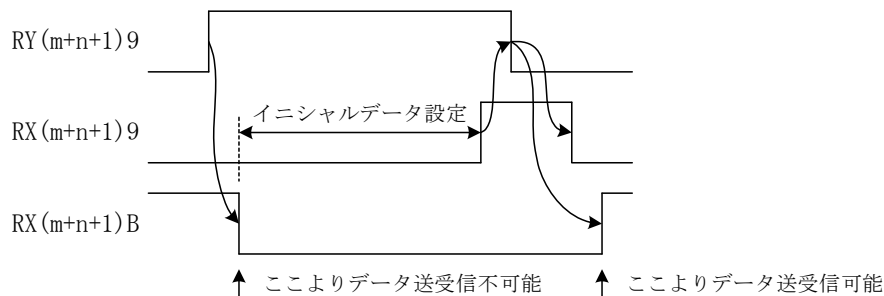 RY(m+n+1)9
イニシャルデータ設定
RX(m+n+1)9
RX(m+n+1)B
ここよりデータ送受信不可能
ここよりデータ送受信可能